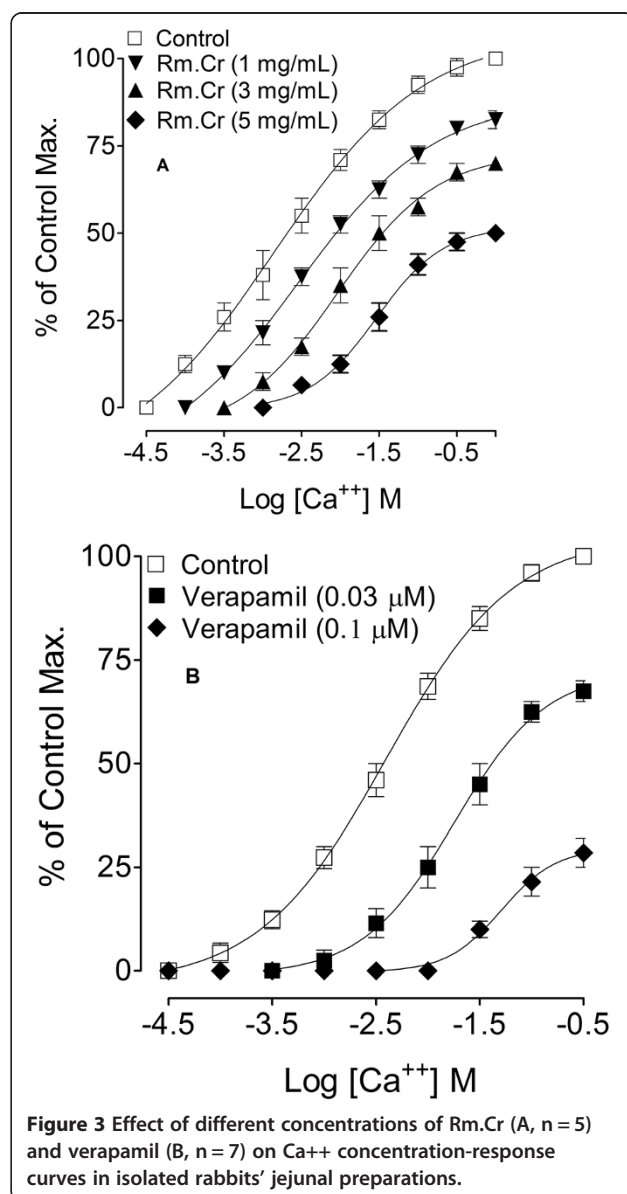 Control
Rm.Cr (1 mg/mL)
Rm.Cr (3 mg/mL)
Rm.Cr (5 mg/mL)
A
% of Control Max.
100
75
50
25
0
-4.5 -3.5 -2.5 -1.5 -0.5
Log [Ca⁺⁺] M
Control
Verapamil (0.03 µM)
Verapamil (0.1 µM)
B
% of Control Max.
100
75
50
25
0
-4.5 -3.5 -2.5 -1.5 -0.5
Log [Ca⁺⁺] M
Figure 3 Effect of different concentrations of Rm.Cr (A, n = 5)
and verapamil (B, n = 7) on Ca++ concentration-response
curves in isolated rabbits’ jejunal preparations.